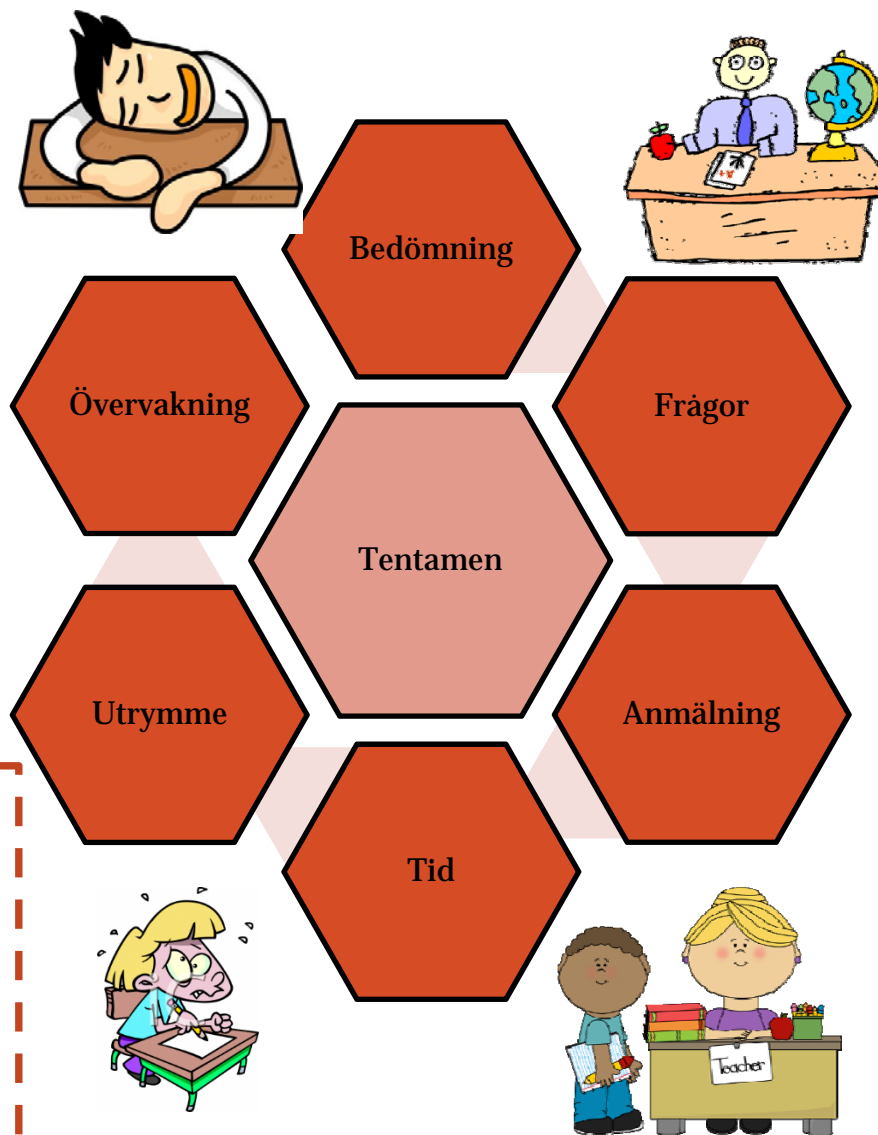 Bedömning
Övervakning
Frågor
Tentamen
Utrymme
Anmälning
Tid
Teacher